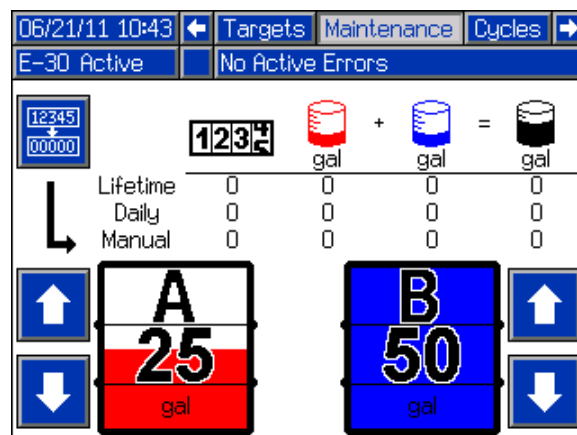 06/21/11 10:43 Targets Maintenance Cycles
E-30 Active No Active Errors
12345
00000
1234
+ =
gal gal gal
Lifetime 0 0 0 0
Daily 0 0 0 0
Manual 0 0 0 0
A B
25 50
gal gal